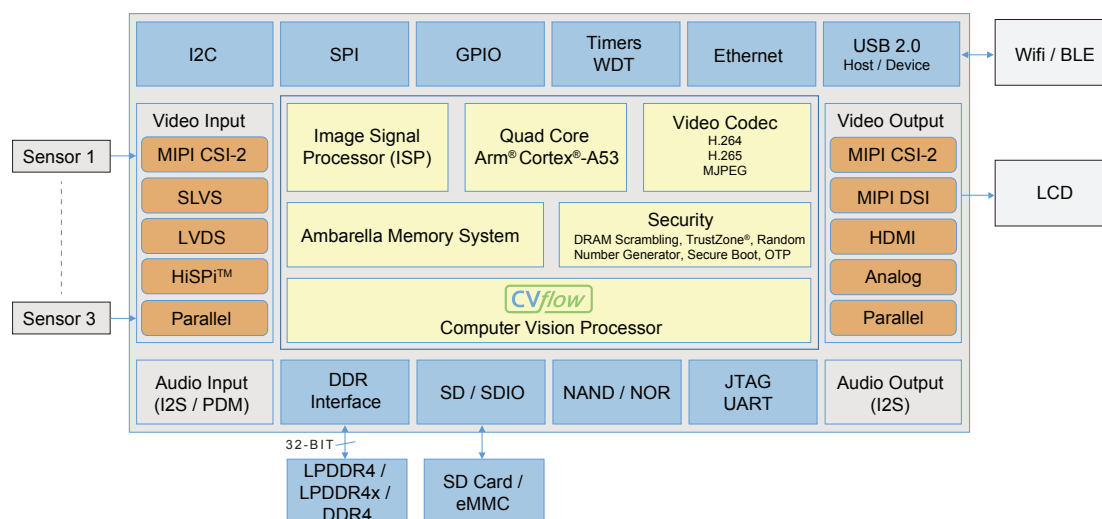 I2C
SPI
GPIO
Timers
WDT
Ethernet
USB 2.0
Host / Device
Wifi / BLE
Video Input
MIPI CSI-2
SLVS
LVDS
HiSPi™
Parallel
Sensor 1
Sensor 3
Image Signal
Processor (ISP)
Quad Core
Arm® Cortex®-A53
Video Codec
H.264
H.265
MJPEG
Ambarella Memory System
Security
DRAM Scrambling, TrustZone®, Random
Number Generator, Secure Boot, OTP
CVflow
Computer Vision Processor
Video Output
MIPI CSI-2
MIPI DSI
HDMI
Analog
Parallel
LCD
Audio Input
(I2S / PDM)
DDR
Interface
SD / SDIO
NAND / NOR
JTAG
UART
Audio Output
(I2S)
32-BIT
LPDDR4 /
LPDDR4x /
DDR4
SD Card /
eMMC